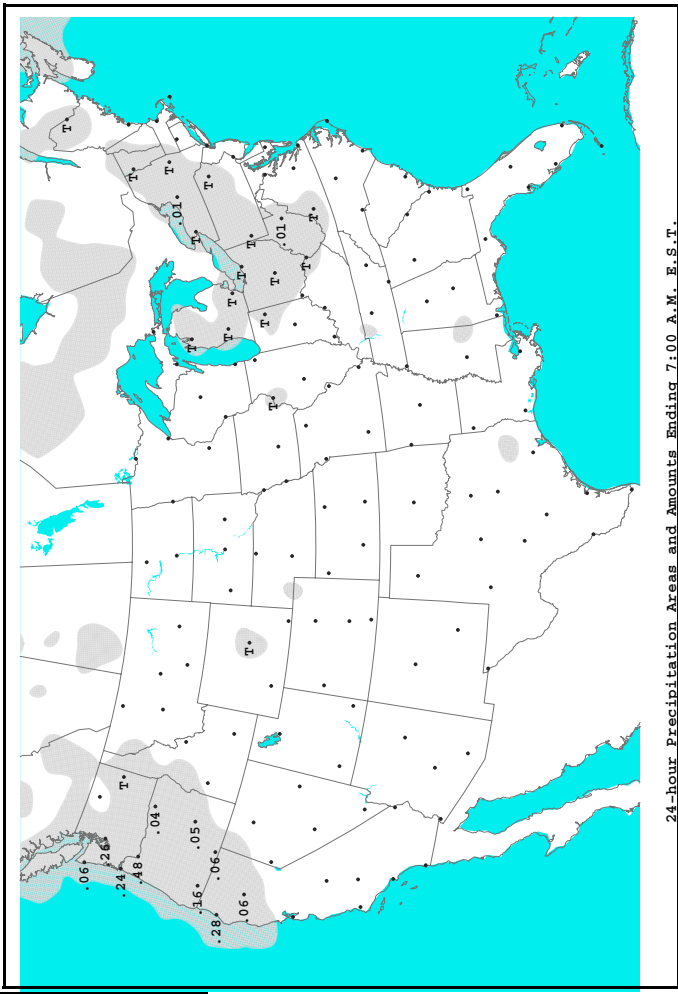 T
.06
.26
.24
T
T
.48
.04
T
.01
T
.05
T
.16
T
.06
.28
T
T
T
.06
T
T
T
T
T
.01
T
T
24-hour Precipitation Areas and Amounts Ending 7:00 A.M. E.S.T.